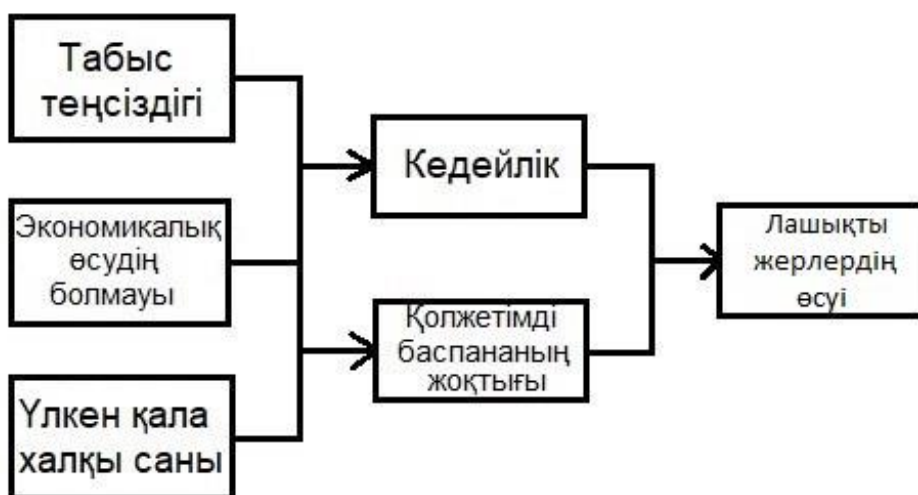 Табыс
теңсіздігі
Экономикалық
өсудің
болмауы
Үлкен қала
халқы саны
Кедейлік
Қолжетімді
баспананың
жоқтығы
Лашықты
жерлердің
өсуі